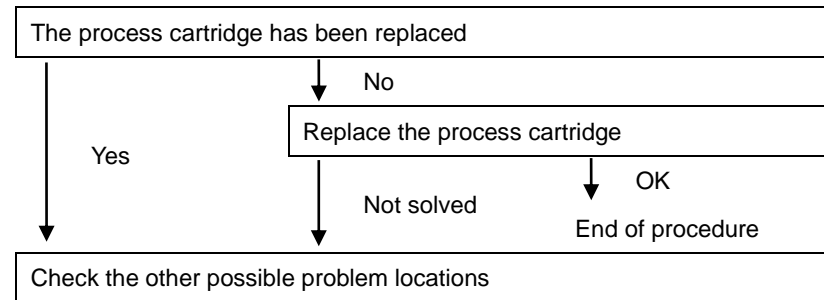 The process cartridge has been replaced
No
Replace the process cartridge
Yes
OK
Not solved
End of procedure
Check the other possible problem locations